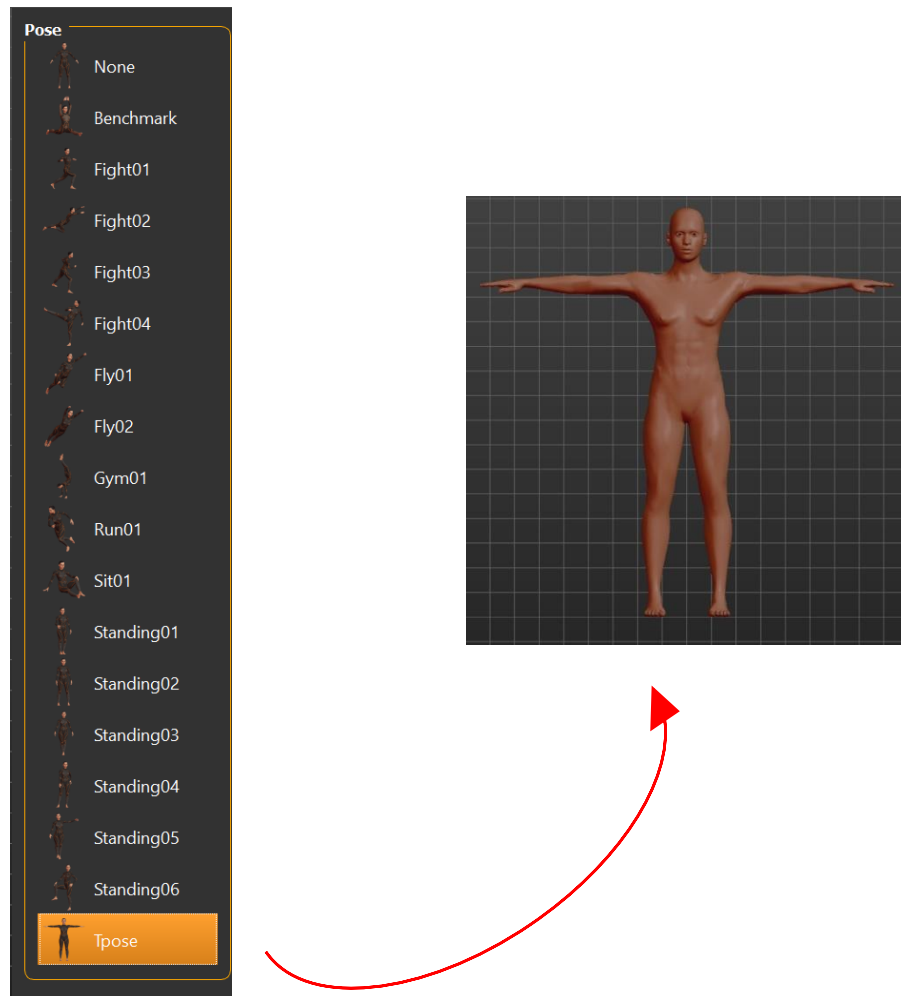 Pose
None
Benchmark
Fight01
Fight02
Fight03
Fight04
Fly01
Fly02
Gym01
Run01
Sit01
Standing01
Standing02
Standing03
Standing04
Standing05
Standing06
Tpose